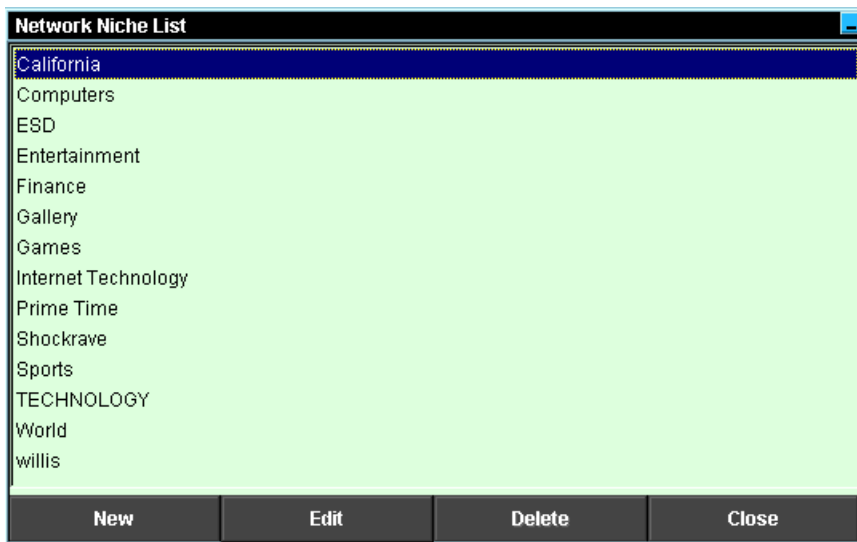 Network Niche List
California
Computers
ESD
Entertainment
Finance
Gallery
Games
Internet Technology
Prime Time
Shockrave
Sports
TECHNOLOGY
World
willis
New Edit Delete Close